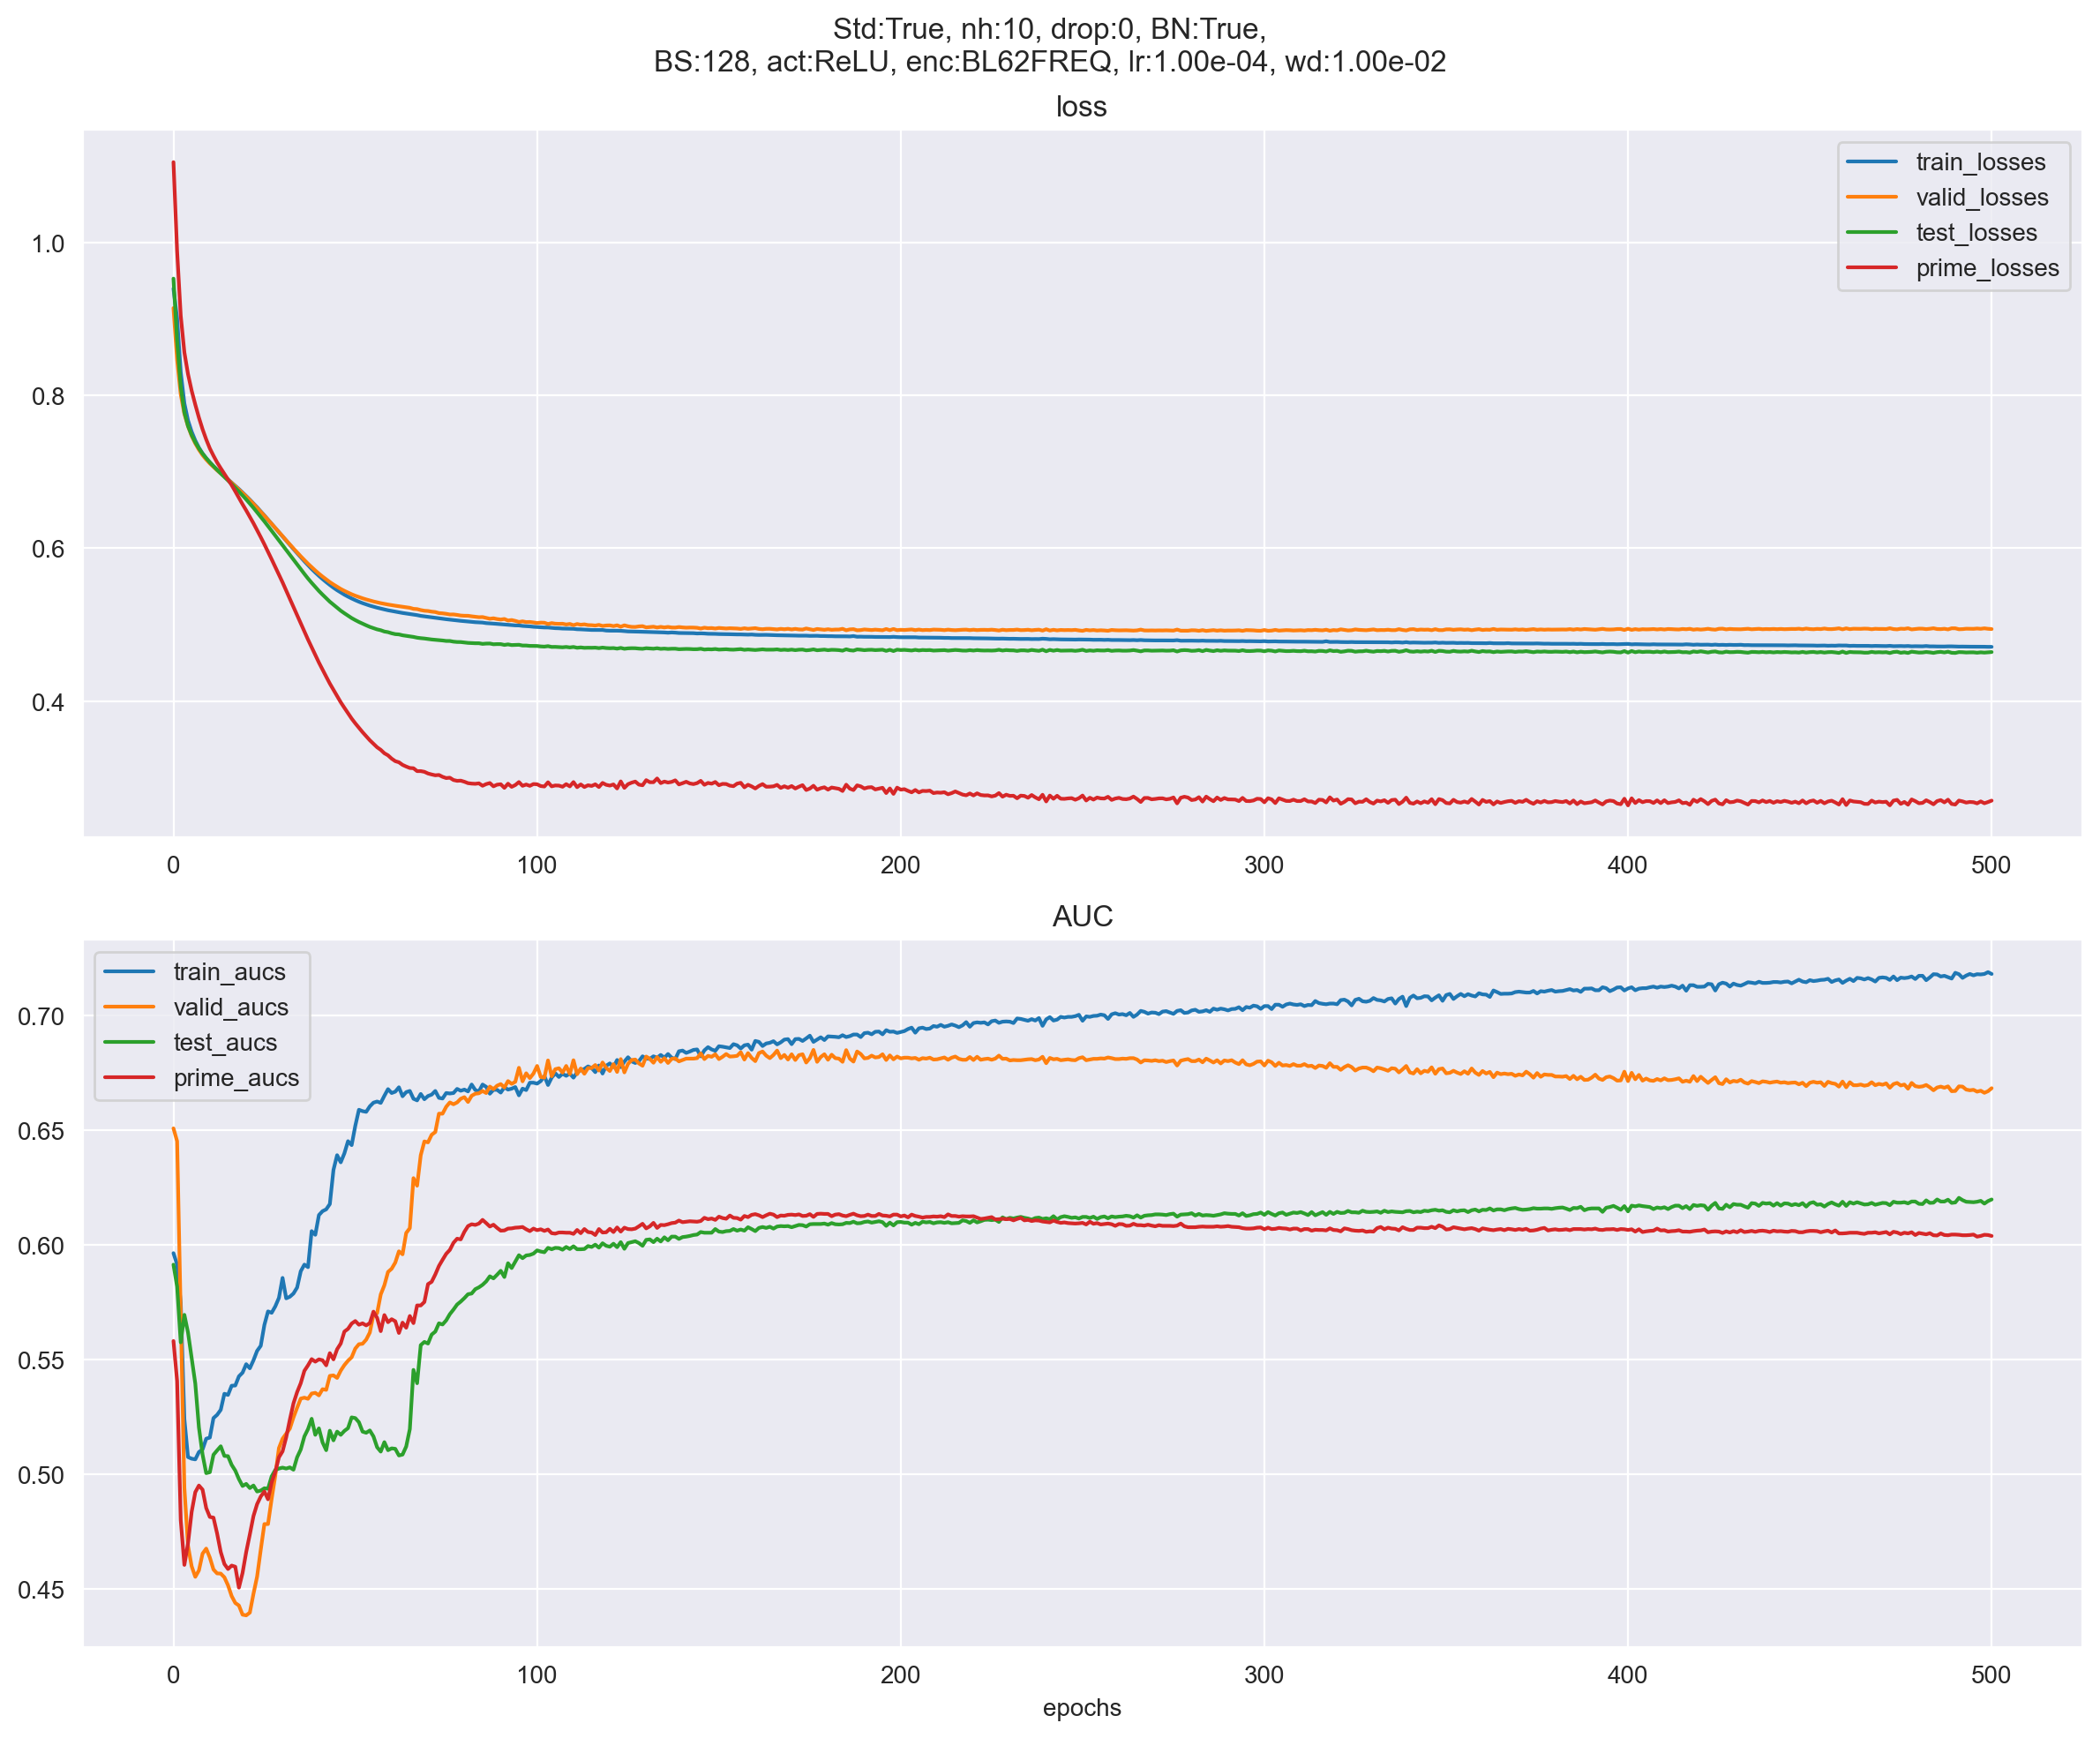 Std:True, nh:10, drop:0, BN:True,
BS:128, act:ReLU, enc:BL62FREQ, lr:1.00e-04, wd:1.00e-02
loss
train_losses
valid_losses
test_losses
prime_losses
1.0
0.8
0.6
0.4
0 100 200 300 400 500
AUC
train_aucs
valid_aucs
test_aucs
prime_aucs
0.70
0.65
0.60
0.55
0.50
0.45
0 100 200 300 400 500
epochs